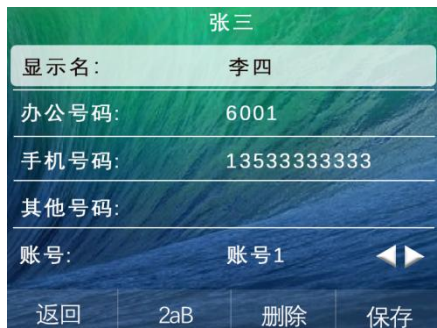 张三
显示名: 李四
办公号码: 6001
手机号码: 13533333333
其他号码:
账号: 账号1
返回 2aB 删除 保存